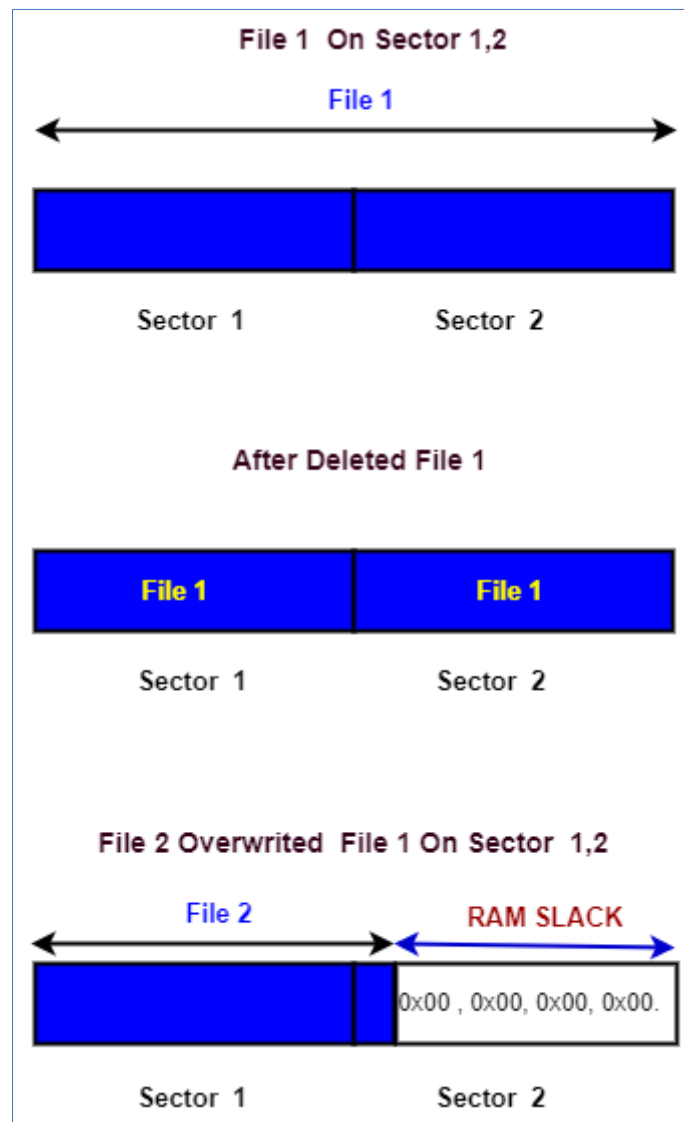 File 1 On Sector 1,2
File 1
Sector 1 Sector 2
After Deleted File 1
File 1 File 1
Sector 1 Sector 2
File 2 Overwrited File 1 On Sector 1,2
File 2 RAM SLACK
0x00 , 0x00, 0x00, 0x00.
Sector 1 Sector 2